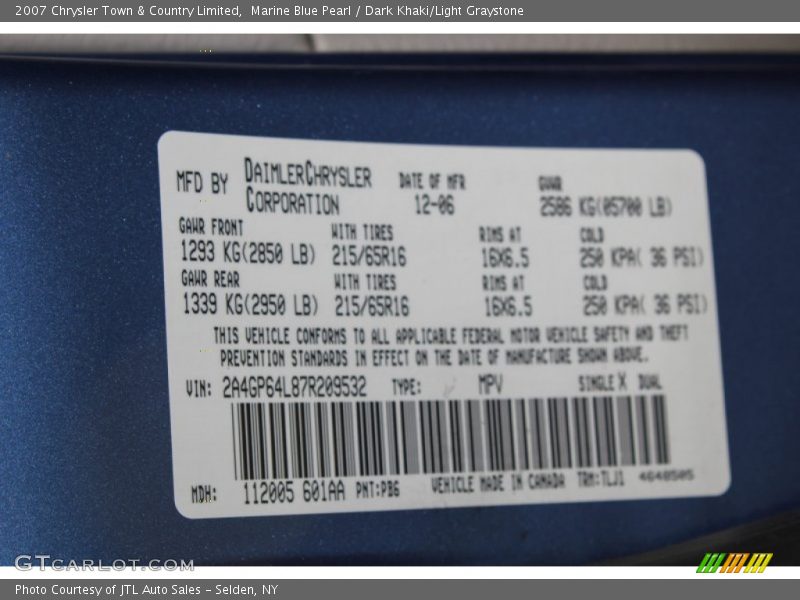 2007 Chrysler Town & Country Limited, Marine Blue Pearl / Dark Khaki/Light Graystone
MFD BY DAIMLERCHRYSLER CORPORATION
DATE OF MFR 12-06
GVWR 2586 KG(05700 LB)
GAWR FRONT WITH TIRES RIMS AT COLD
1293 KG(2850 LB) 215/65R16 16X6.5 250 KPA( 36 PSI)
GAWR REAR WITH TIRES RIMS AT COLD
1339 KG(2950 LB) 215/65R16 16X6.5 250 KPA( 36 PSI)
THIS VEHICLE CONFORMS TO ALL APPLICABLE FEDERAL MOTOR VEHICLE SAFETY AND THEFT
PREVENTION STANDARDS IN EFFECT ON THE DATE OF MANUFACTURE SHOWN ABOVE.
VIN: 2A4GP64L87R209532 TYPE: MPV SINGLE X DUAL
MDH: 112005 601AA PNT:PB6 VEHICLE MADE IN CANADA TRM:TLJ1 4648505
GTCARLOT.COM
Photo Courtesy of JTL Auto Sales - Selden, NY